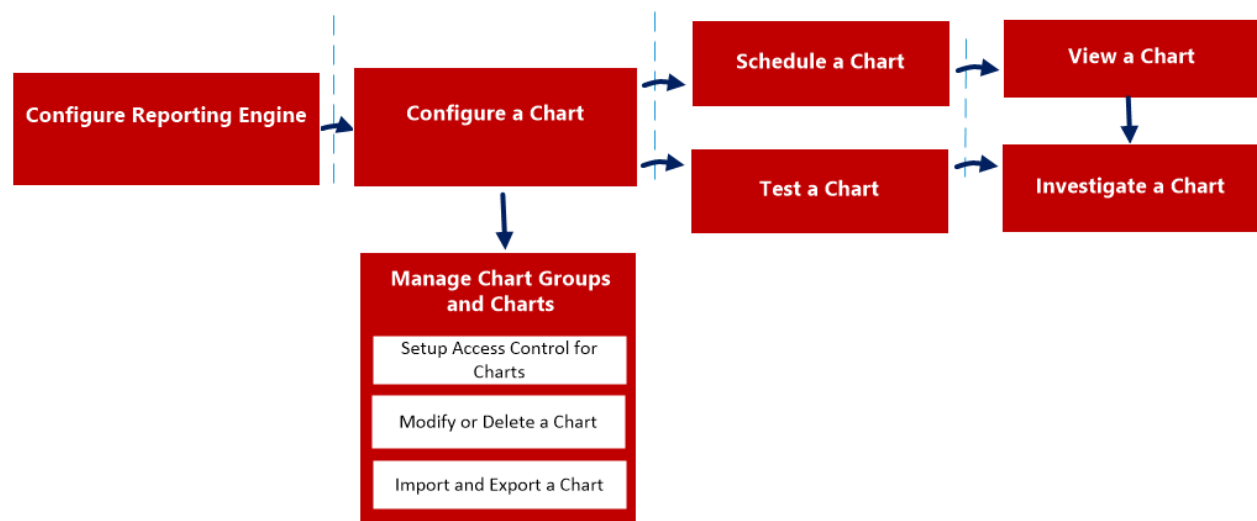 Configure Reporting Engine
Configure a Chart
Schedule a Chart
View a Chart
Test a Chart
Investigate a Chart
Manage Chart Groups
and Charts
Setup Access Control for
Charts
Modify or Delete a Chart
Import and Export a Chart